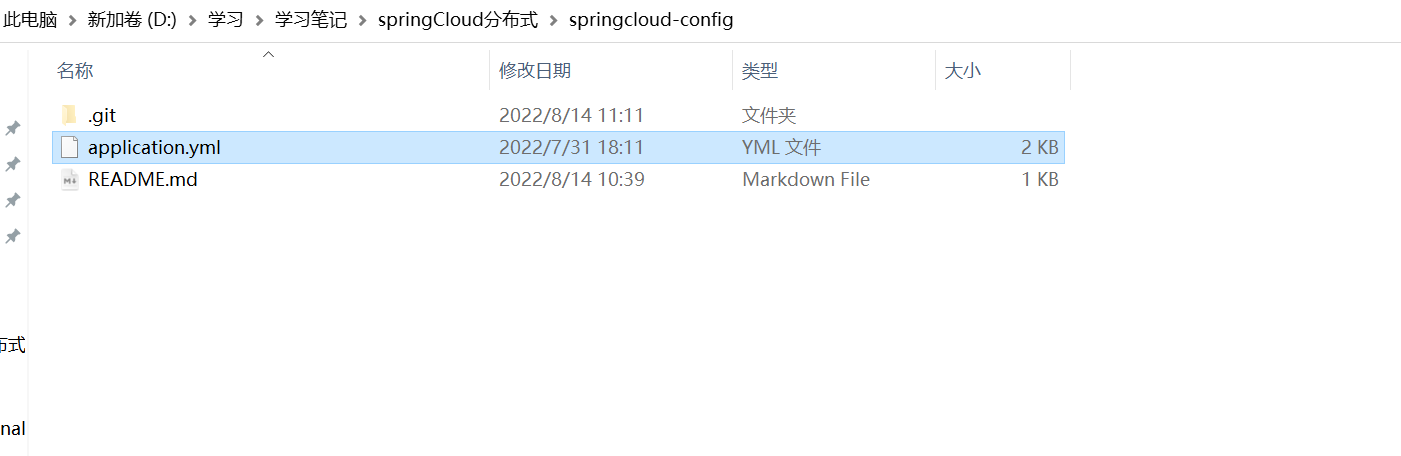 此电脑 > 新加卷 (D:) > 学习 > 学习笔记 > springCloud分布式 > springcloud-config
名称 修改日期 类型 大小
.git 2022/8/14 11:11 文件夹
application.yml 2022/7/31 18:11 YML 文件 2 KB
README.md 2022/8/14 10:39 Markdown File 1 KB
布式
nal